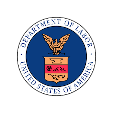 DEPARTMENT OF LABOR
UNITED STATES OF AMERICA